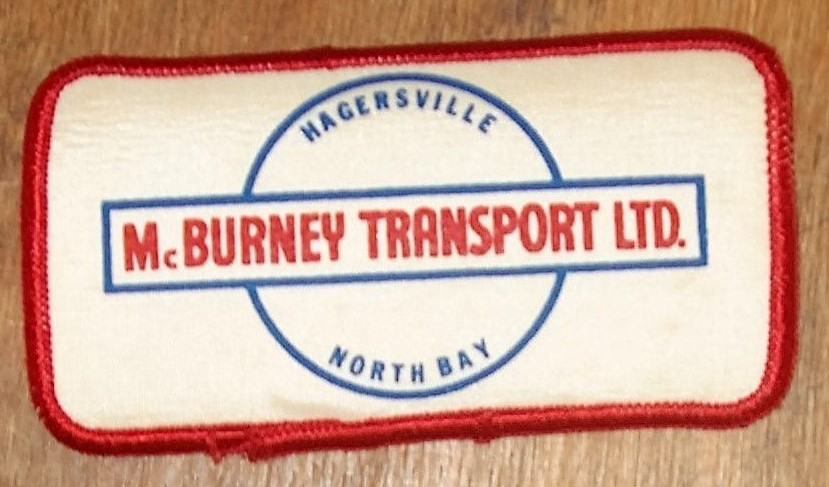 HAGERSVILLE
McBURNEY TRANSPORT LTD.
NORTH BAY